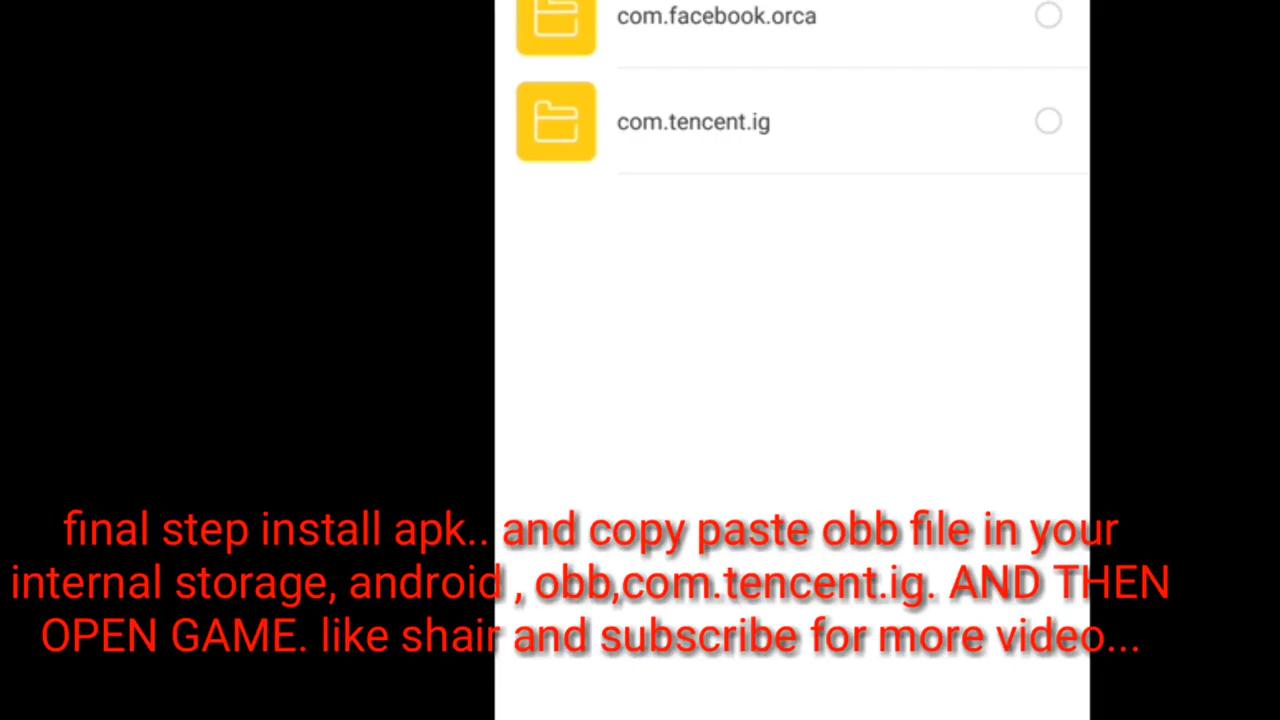 com.facebook.orca
com.tencent.ig
final step install apk.. and copy paste obb file in your
internal storage, android , obb,com.tencent.ig. AND THEN
OPEN GAME. like shair and subscribe for more video...